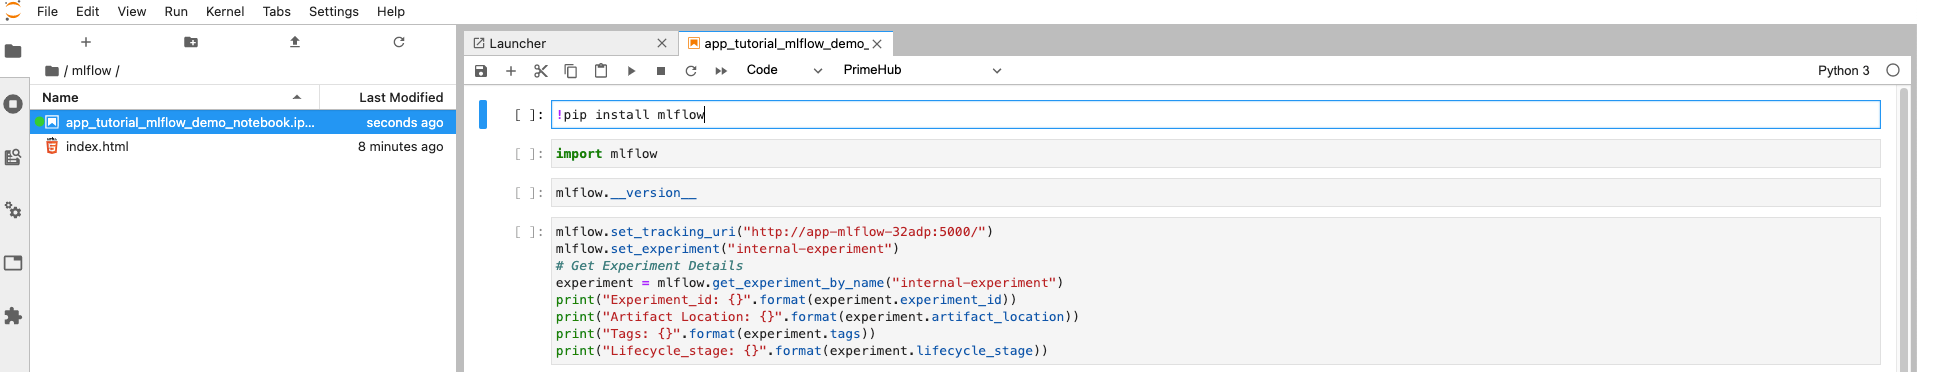 File Edit View Run Kernel Tabs Settings Help
/ mlflow /
Name Last Modified
app_tutorial_mlflow_demo_notebook.ip... seconds ago
index.html 8 minutes ago
Launcher app_tutorial_mlflow_demo_
Code PrimeHub Python 3
[ ]: !pip install mlflow
[ ]: import mlflow
[ ]: mlflow.__version__
[ ]: mlflow.set_tracking_uri("http://app-mlflow-32adp:5000/")
mlflow.set_experiment("internal-experiment")
# Get Experiment Details
experiment = mlflow.get_experiment_by_name("internal-experiment")
print("Experiment_id: {}".format(experiment.experiment_id))
print("Artifact Location: {}".format(experiment.artifact_location))
print("Tags: {}".format(experiment.tags))
print("Lifecycle_stage: {}".format(experiment.lifecycle_stage))